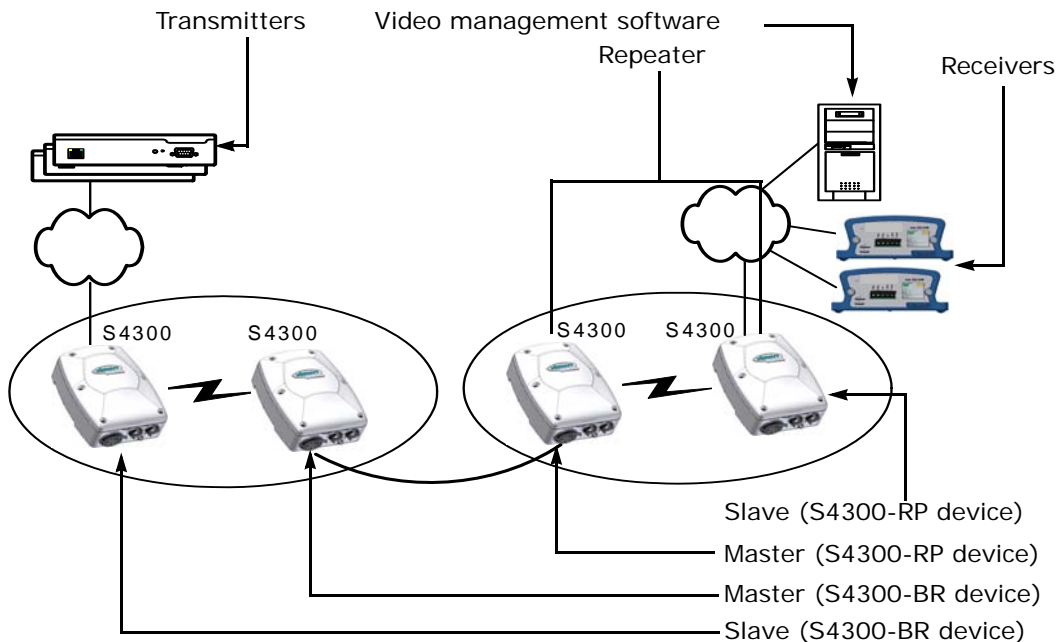 Transmitters
Video management software
Repeater
Receivers
S4300
S4300
S4300
S4300
Slave (S4300-RP device)
Master (S4300-RP device)
Master (S4300-BR device)
Slave (S4300-BR device)